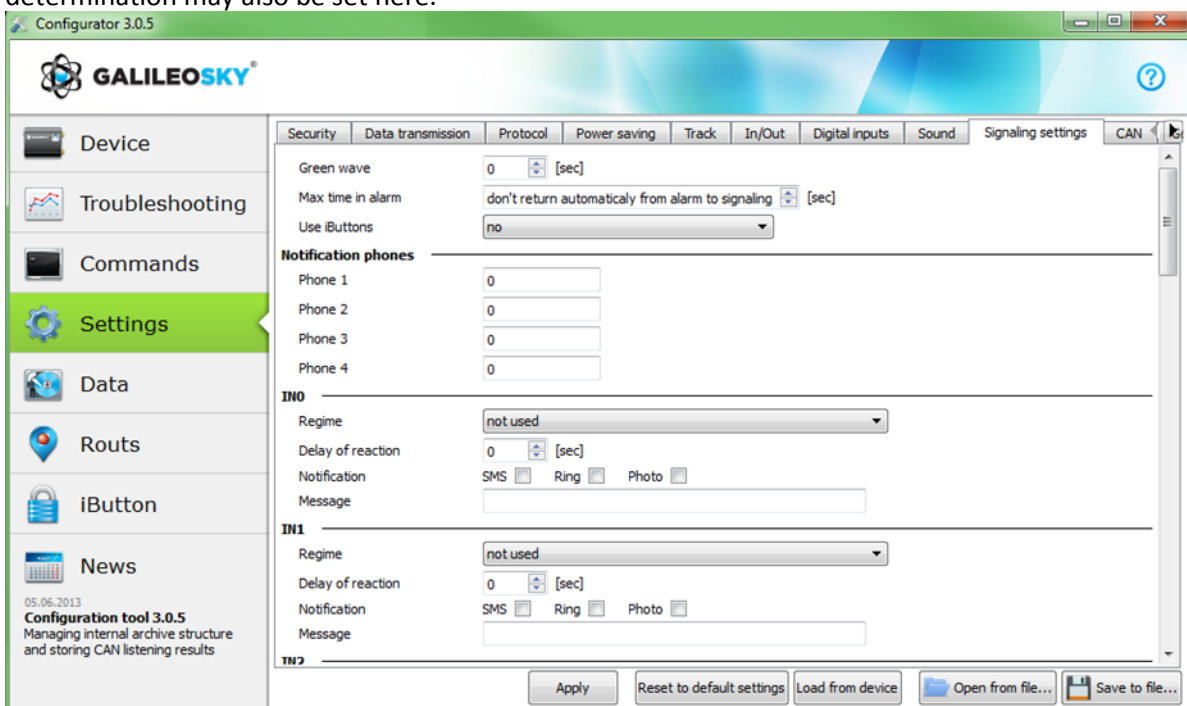 determination may also be set here.
Configurator 3.0.5
GALILEOSKY®
?
Device
Troubleshooting
Commands
Settings
Data
Routs
iButton
News
05.06.2013
Configuration tool 3.0.5
Managing internal archive structure
and storing CAN listening results
Security Data transmission Protocol Power saving Track In/Out Digital inputs Sound Signaling settings CAN
Green wave 0 [sec]
Max time in alarm don't return automaticaly from alarm to signaling [sec]
Use iButtons no
Notification phones
Phone 1 0
Phone 2 0
Phone 3 0
Phone 4 0
IN0
Regime not used
Delay of reaction 0 [sec]
Notification SMS Ring Photo
Message
IN1
Regime not used
Delay of reaction 0 [sec]
Notification SMS Ring Photo
Message
IN2
Apply Reset to default settings Load from device Open from file... Save to file...